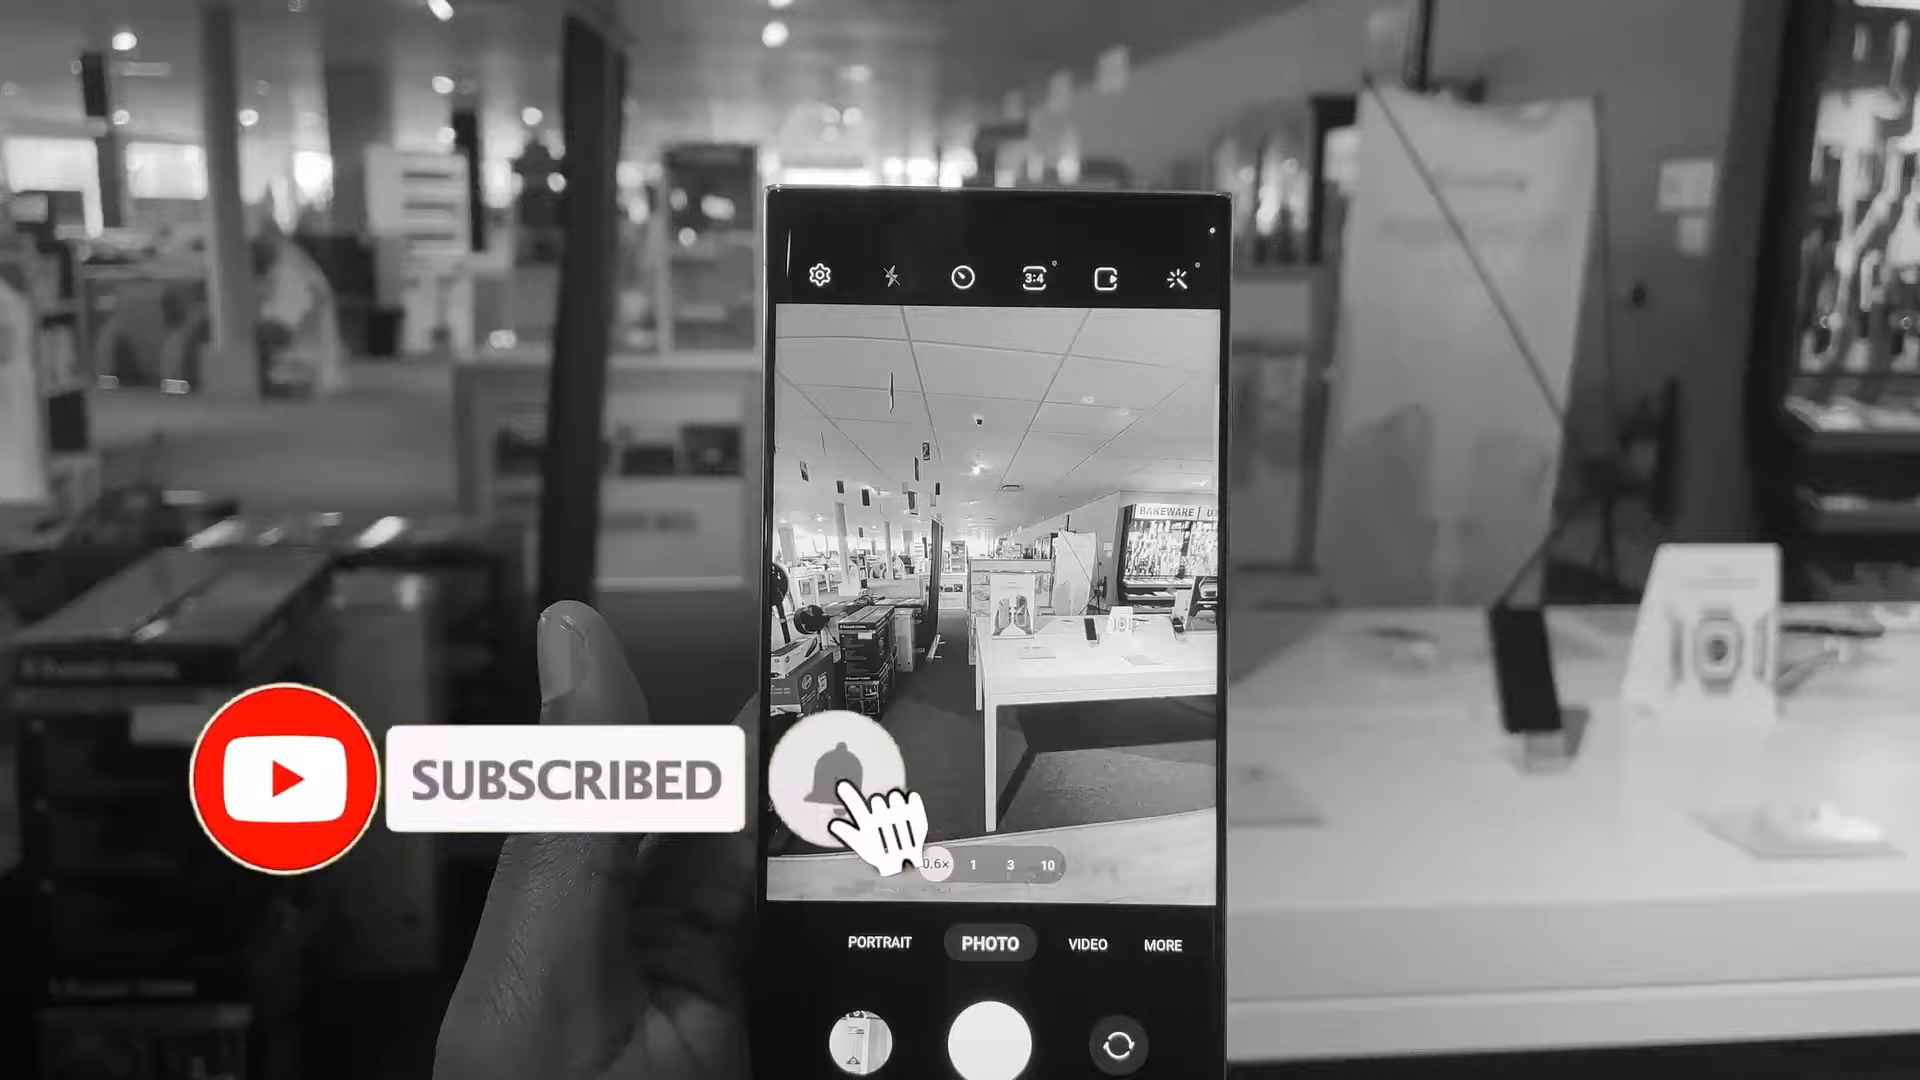 3:4
BAKEWARE
SUBSCRIBED
0.6× 1 3 10
PORTRAIT PHOTO VIDEO MORE